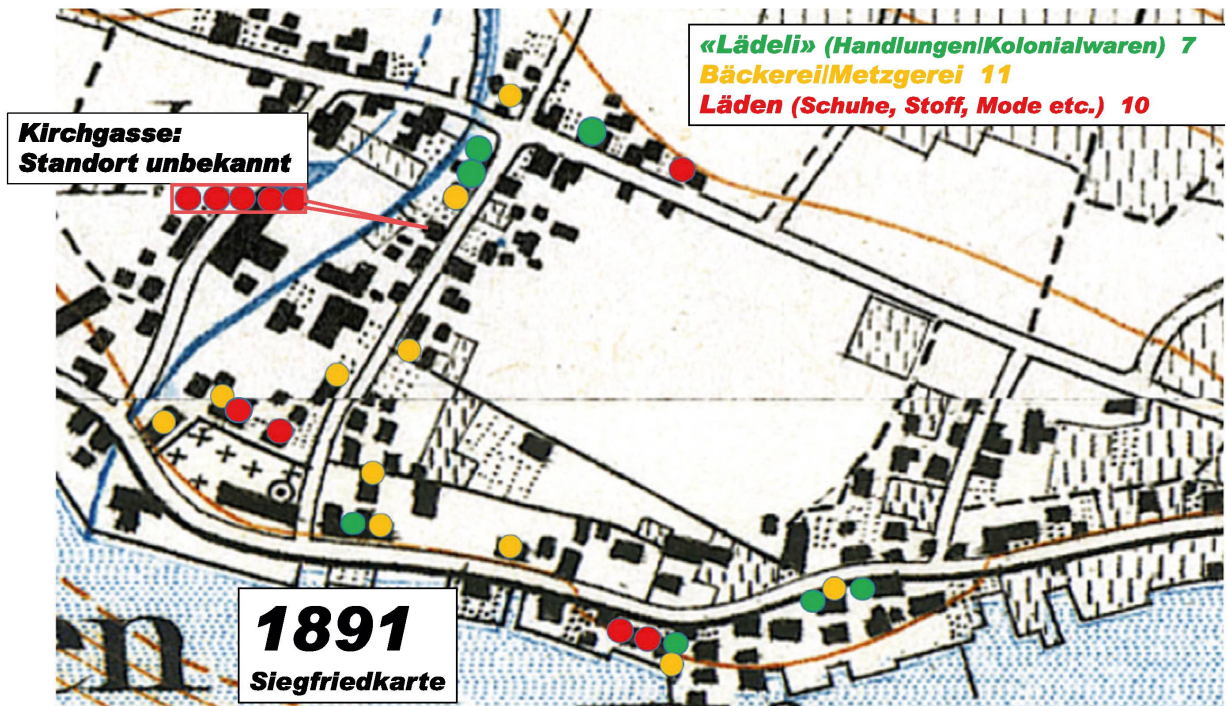 «Lädeli» (Handlungen/Kolonialwaren) 7
Bäckerei/Metzgerei 11
Läden (Schuhe, Stoff, Mode etc.) 10
Kirchgasse:
Standort unbekannt
1891
Siegfriedkarte